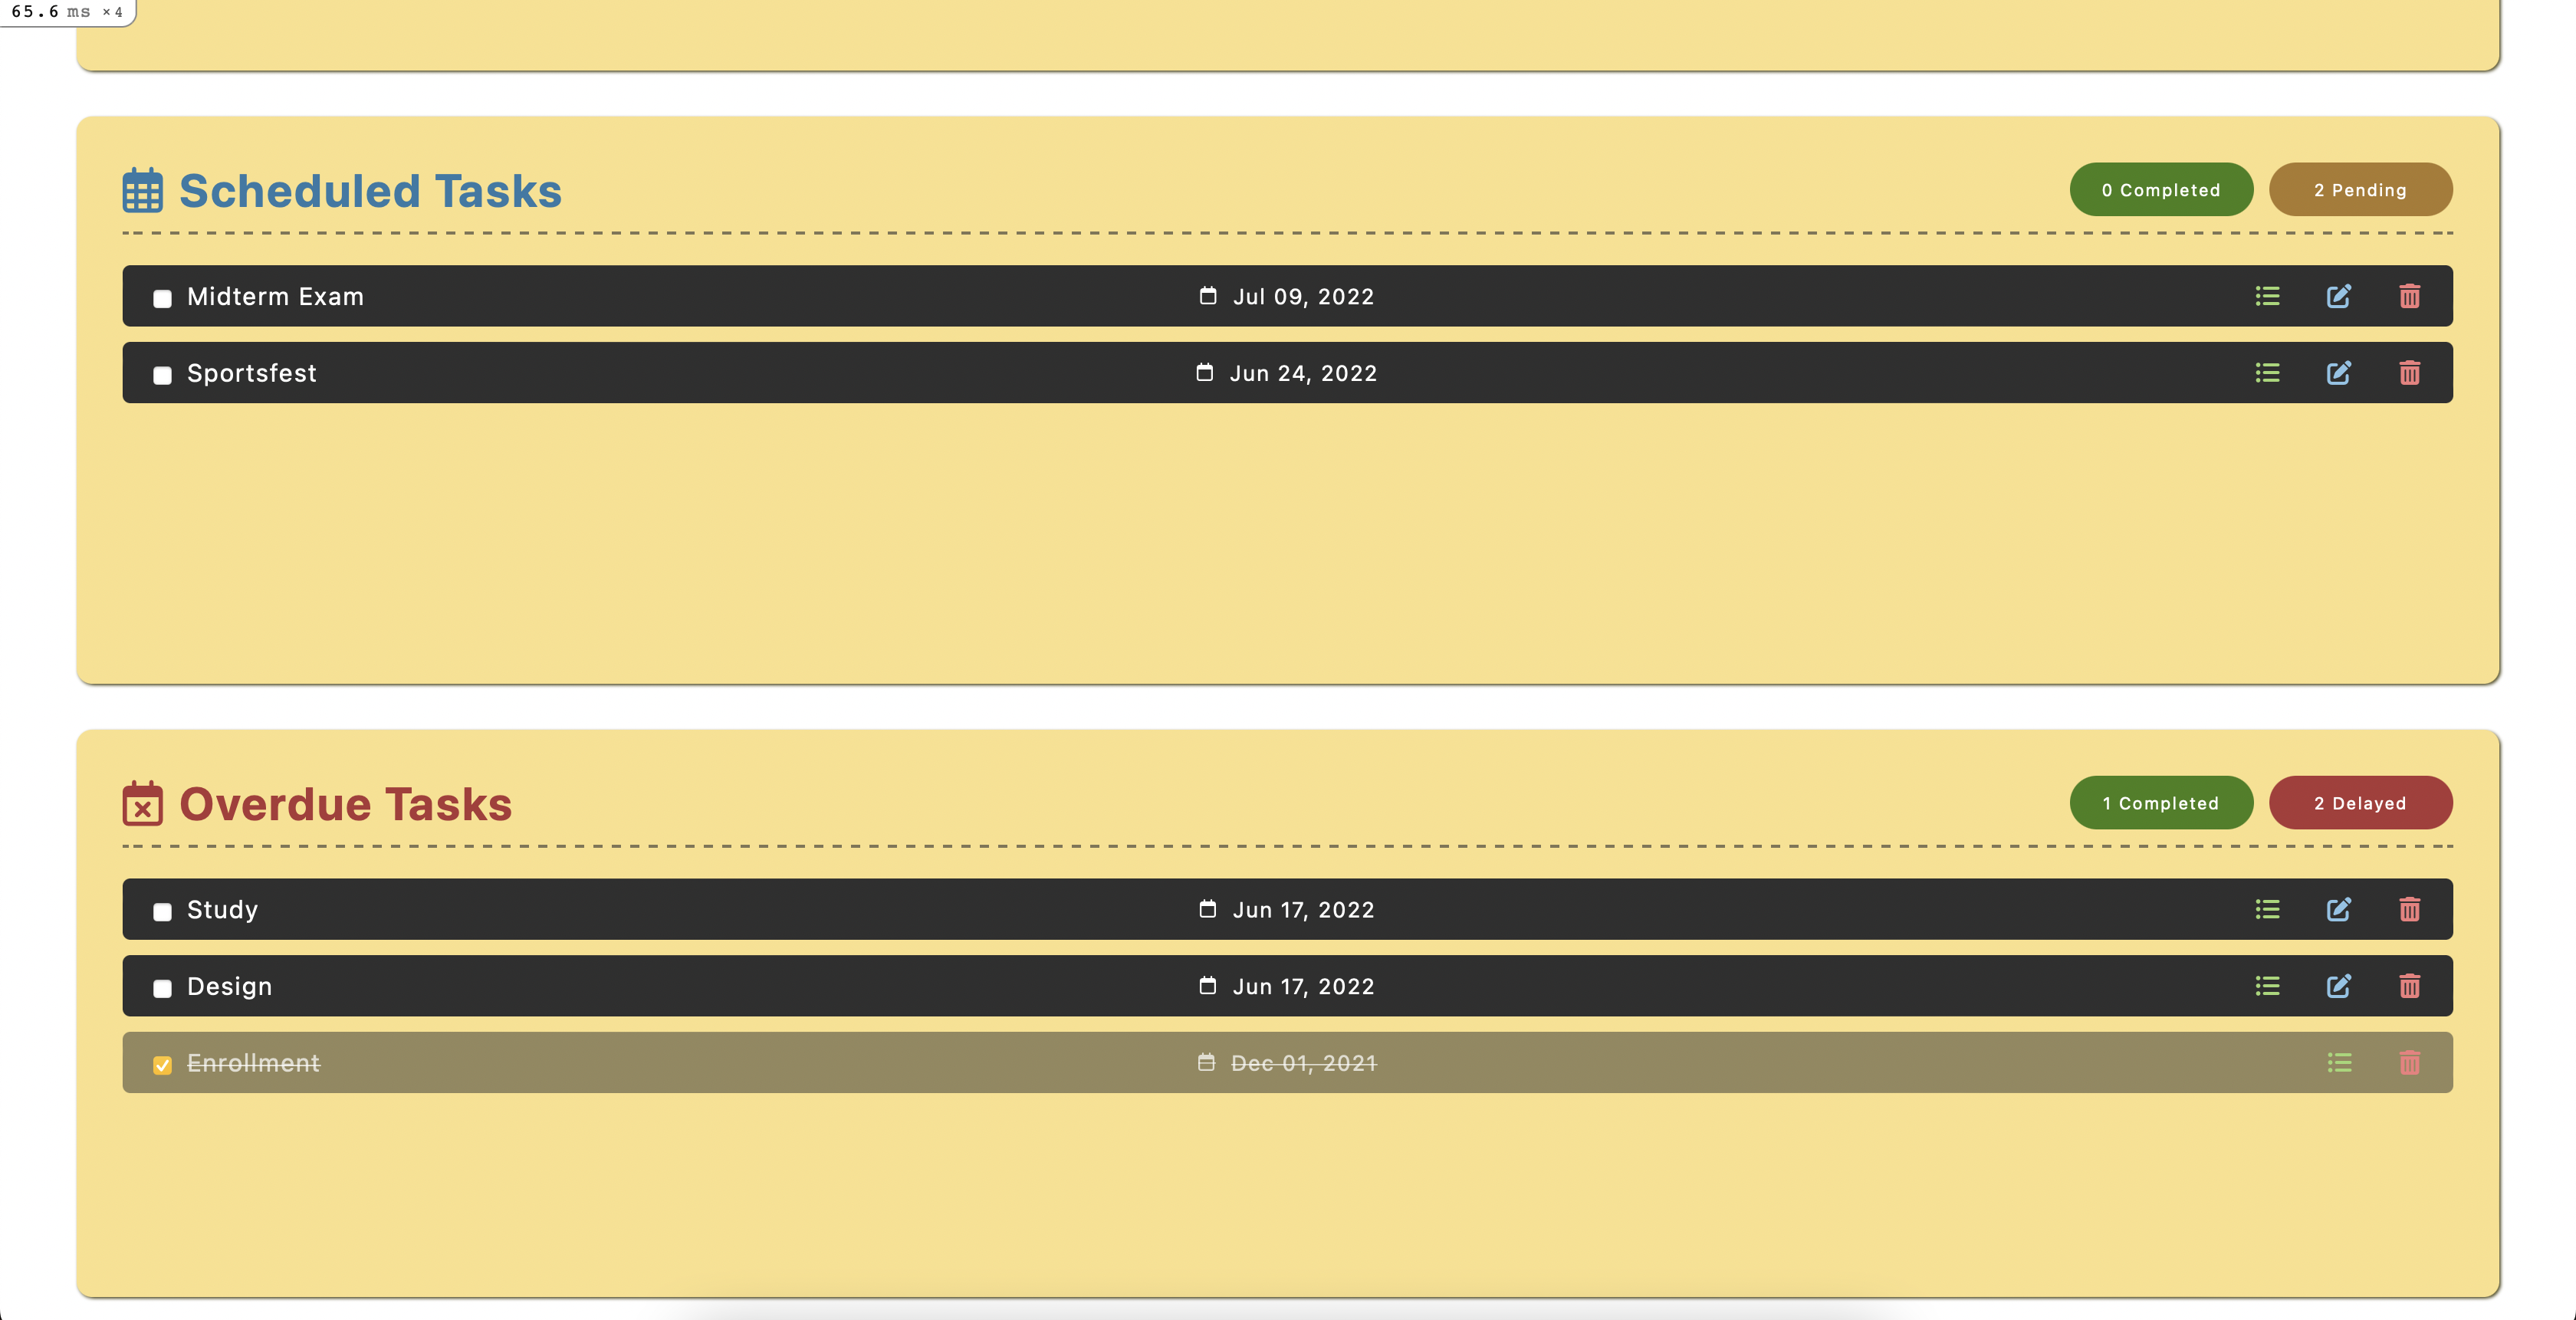 65.6 ms ×4
Scheduled Tasks
0 Completed
2 Pending
Midterm Exam
Jul 09, 2022
Sportsfest
Jun 24, 2022
Overdue Tasks
1 Completed
2 Delayed
Study
Jun 17, 2022
Design
Jun 17, 2022
Enrollment
Dec 01, 2021